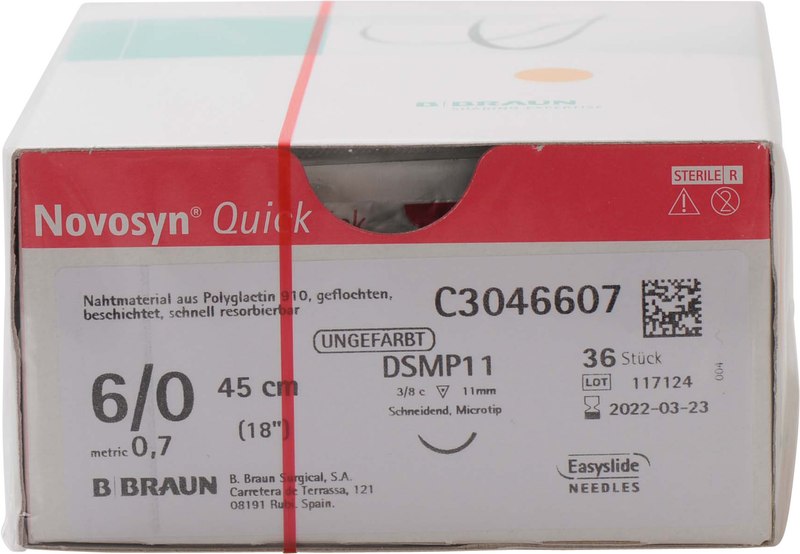 B BRAUN
Novosyn® Quick
STERILE R
Nahtmaterial aus Polyglactin 910, geflochten,
beschichtet, schnell resorbierbar
C3046607
UNGEFARBT
DSMP11
3/8 c 11mm
Schneidend, Microtip
6/0 45 cm
(18")
metric 0,7
36 Stück
LOT 117124
2022-03-23
004
B BRAUN
B. Braun Surgical, S.A.
Carretera de Terrassa, 121
08191 Rubi. Spain.
Easyslide
NEEDLES